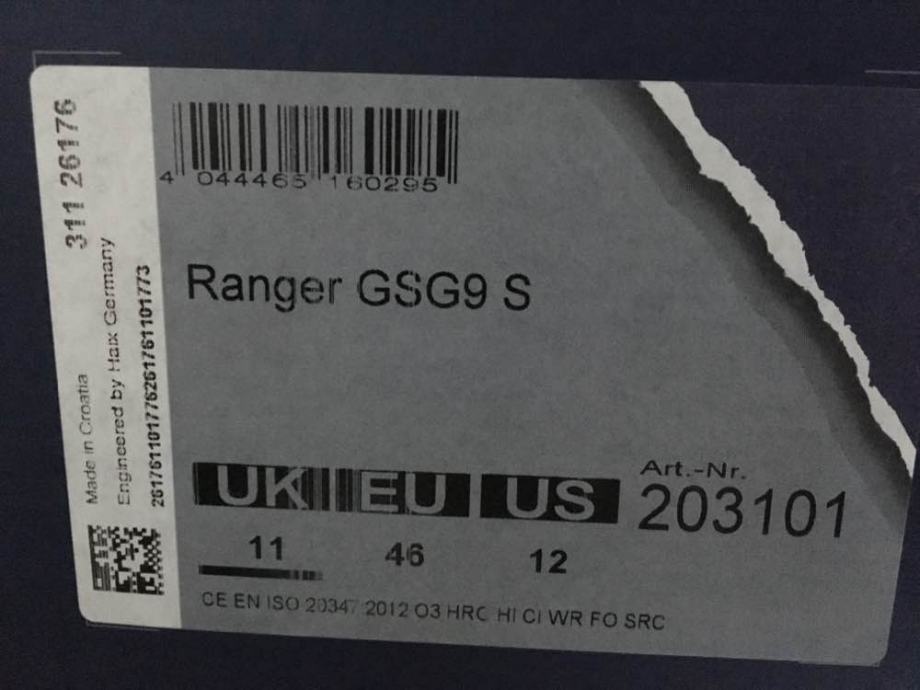 311 26176
Made in Croatia
Engineered by Haix Germany
261761101776261761101773
4 044465 160295
Ranger GSG9 S
UK EU US
11 46 12
Art.-Nr.
203101
CE EN ISO 20347:2012 O3 HRO HI CI WR FO SRC